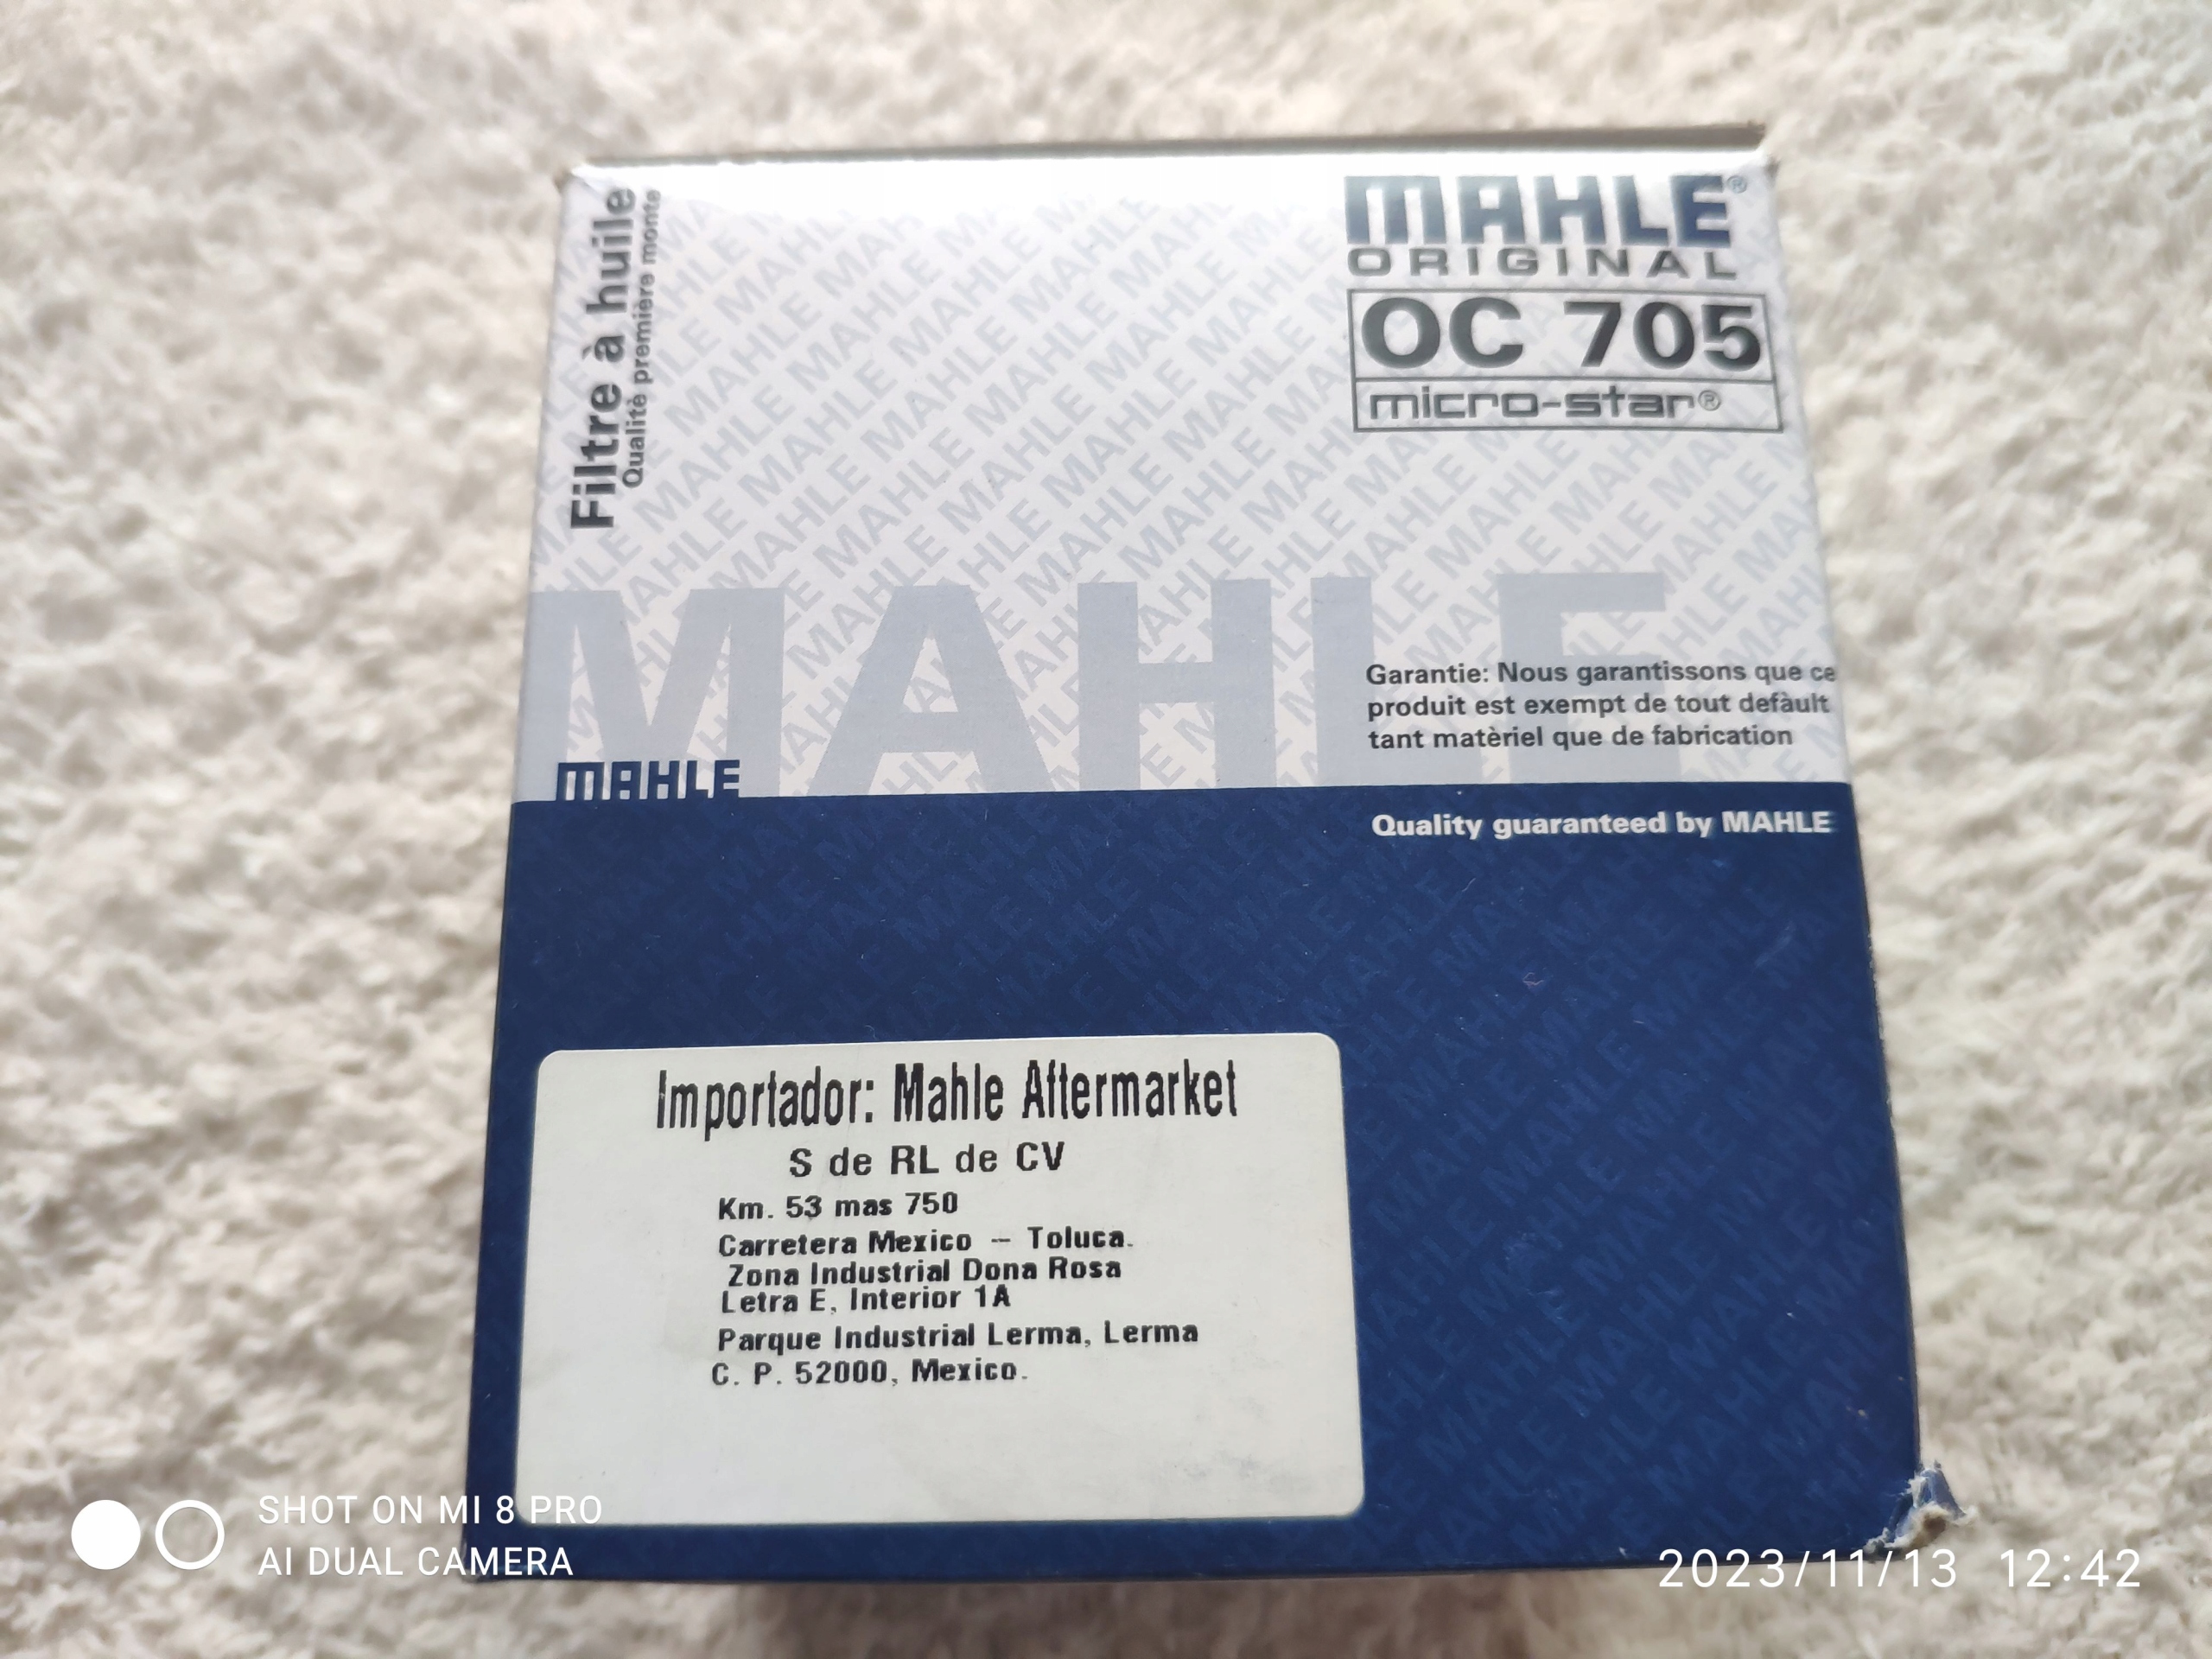 Filtre à huile
Qualitè première monte
MAHLE®
ORIGINAL
OC 705
micro-star®
MAHLE
Garantie: Nous garantissons que ce
produit est exempt de tout defàult
tant matèriel que de fabrication
MAHLE
Quality guaranteed by MAHLE
Importador: Mahle Aftermarket
S de RL de CV
Km. 53 mas 750
Carretera Mexico - Toluca.
Zona Industrial Dona Rosa
Letra E, Interior 1A
Parque Industrial Lerma, Lerma
C. P. 52000, Mexico.
SHOT ON MI 8 PRO
AI DUAL CAMERA
2023/11/13 12:42